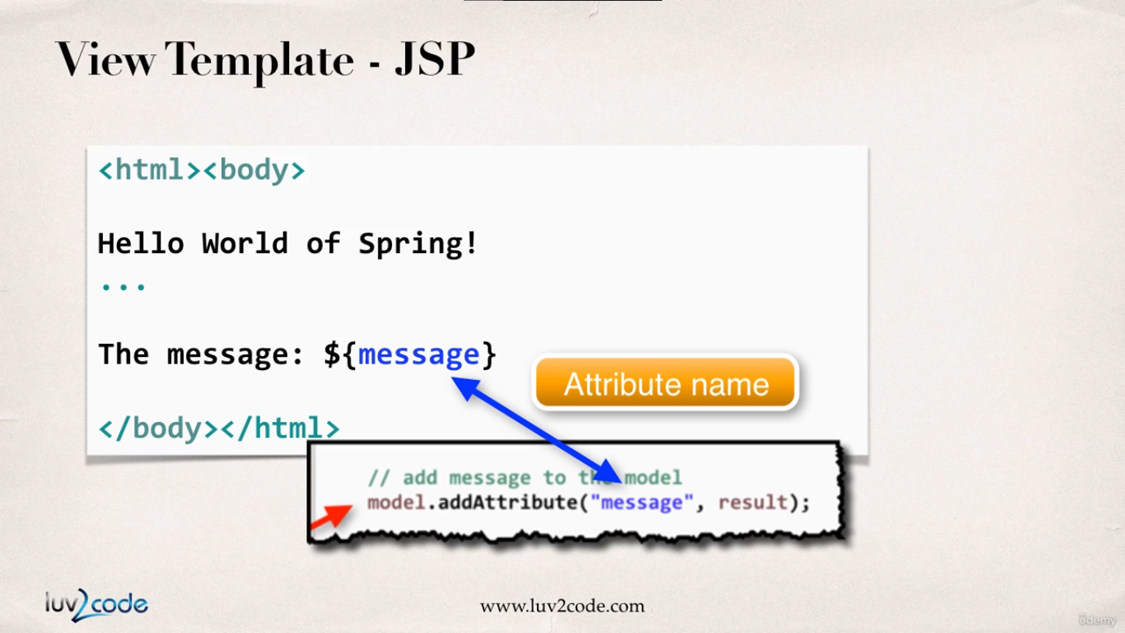 View Template - JSP
<html><body>
Hello World of Spring!
...
The message: ${message}
Attribute name
</body></html>
// add message to the model
model.addAttribute("message", result);
luv2code
www.luv2code.com
ûdemy